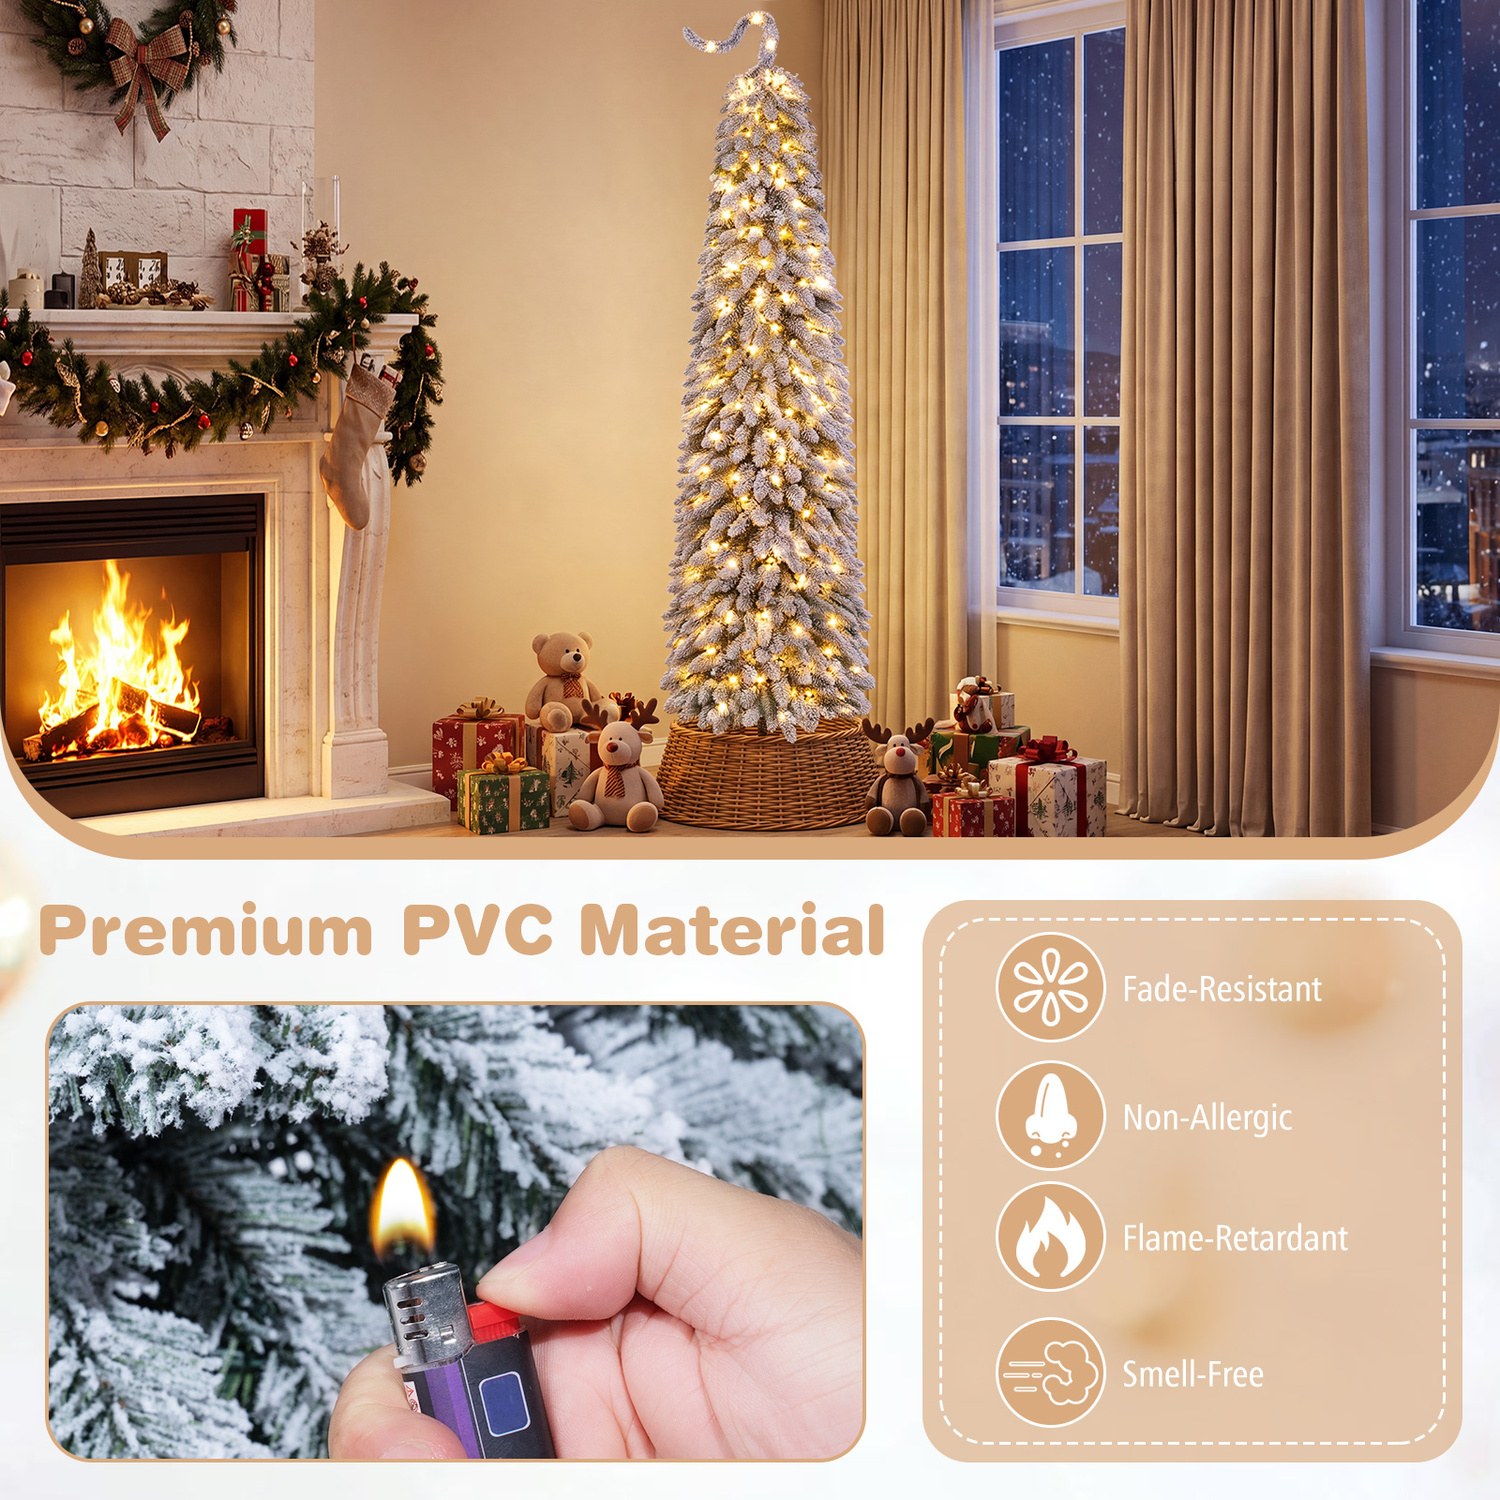 Premium PVC Material
Fade-Resistant
Non-Allergic
Flame-Retardant
Smell-Free